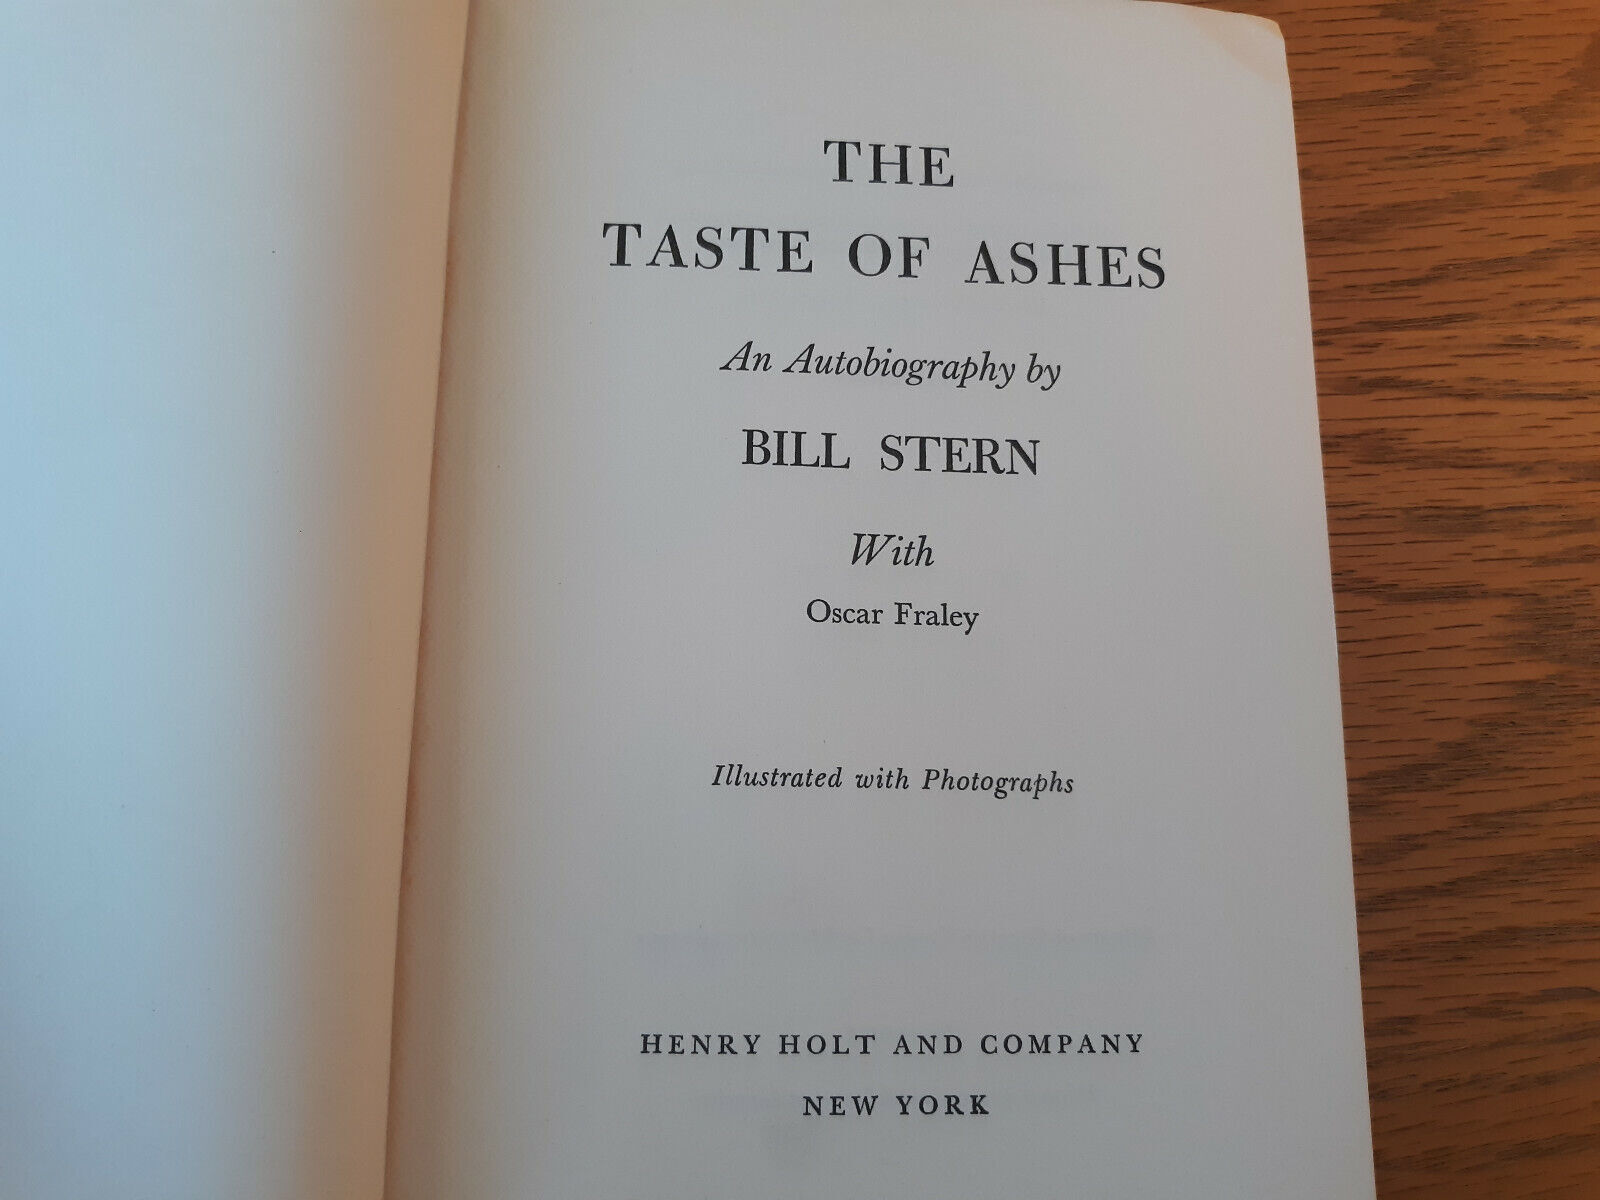 THE
TASTE OF ASHES
An Autobiography by
BILL STERN
With
Oscar Fraley
Illustrated with Photographs
HENRY HOLT AND COMPANY
NEW YORK